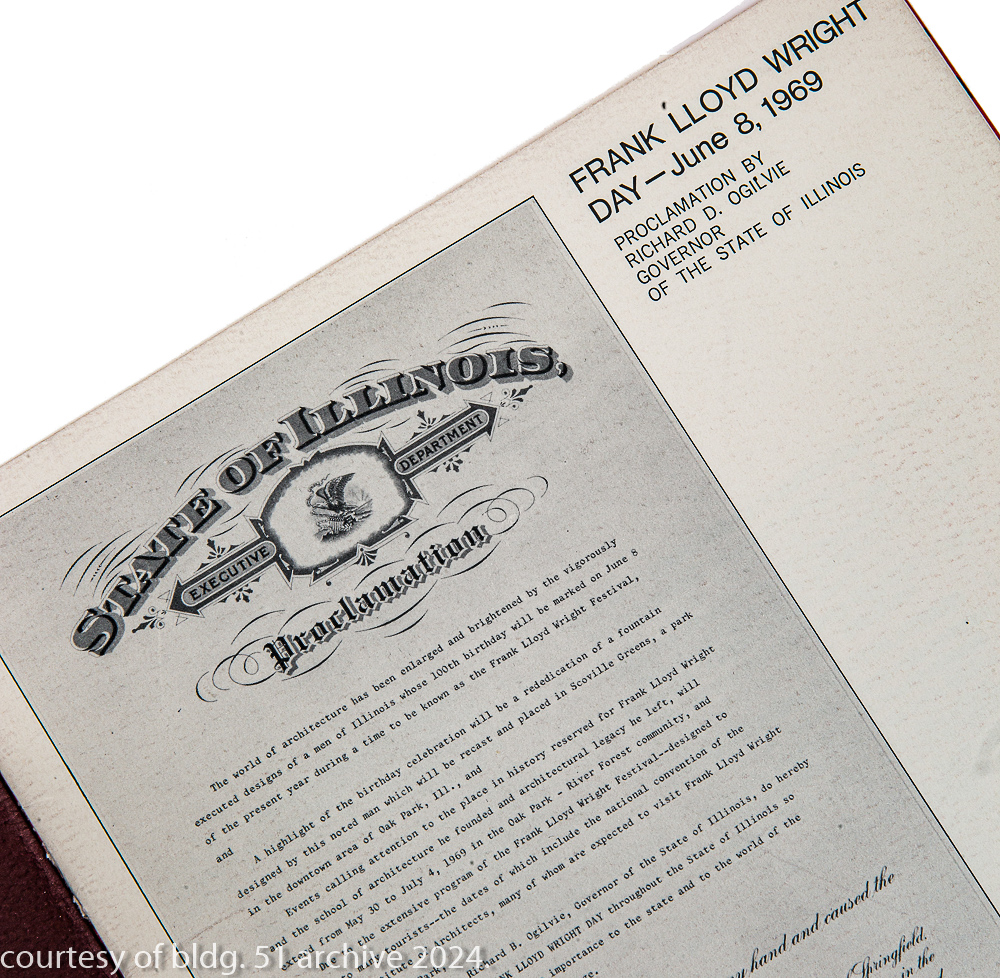 FRANK LLOYD WRIGHT
DAY—June 8, 1969
PROCLAMATION BY
RICHARD D. OGILVIE
GOVERNOR
OF THE STATE OF ILLINOIS
STATE OF ILLINOIS,
EXECUTIVE DEPARTMENT
Proclamation
The world of architecture has been enlarged and brightened by the vigorously
executed designs of a men of Illinois whose 100th birthday will be marked on June 8
of the present year during a time to be known as the Frank Lloyd Wright Festival,
and
A highlight of the birthday celebration will be a rededication of a fountain
designed by this noted man which will be recast and placed in Scoville Greens, a park
in the downtown area of Oak Park, Ill., and
Events calling attention to the place in history reserved for Frank Lloyd Wright
and the school of architecture he founded and architectural legacy he left, will
extend from May 30 to July 4, 1969 in the Oak Park - River Forest community, and
the extensive program of the Frank Lloyd Wright Festival--designed to
tourists--the dates of which include the national convention of the
Architects, many of whom are expected to visit Frank Lloyd Wright
Park,
Richard B. Ogilvie, Governor of the State of Illinois, do hereby
LLOYD WRIGHT DAY throughout the State of Illinois so
importance to the state and to the world of the
hand and caused the
Springfield.
in the
courtesy of bldg. 51 archive 2024.